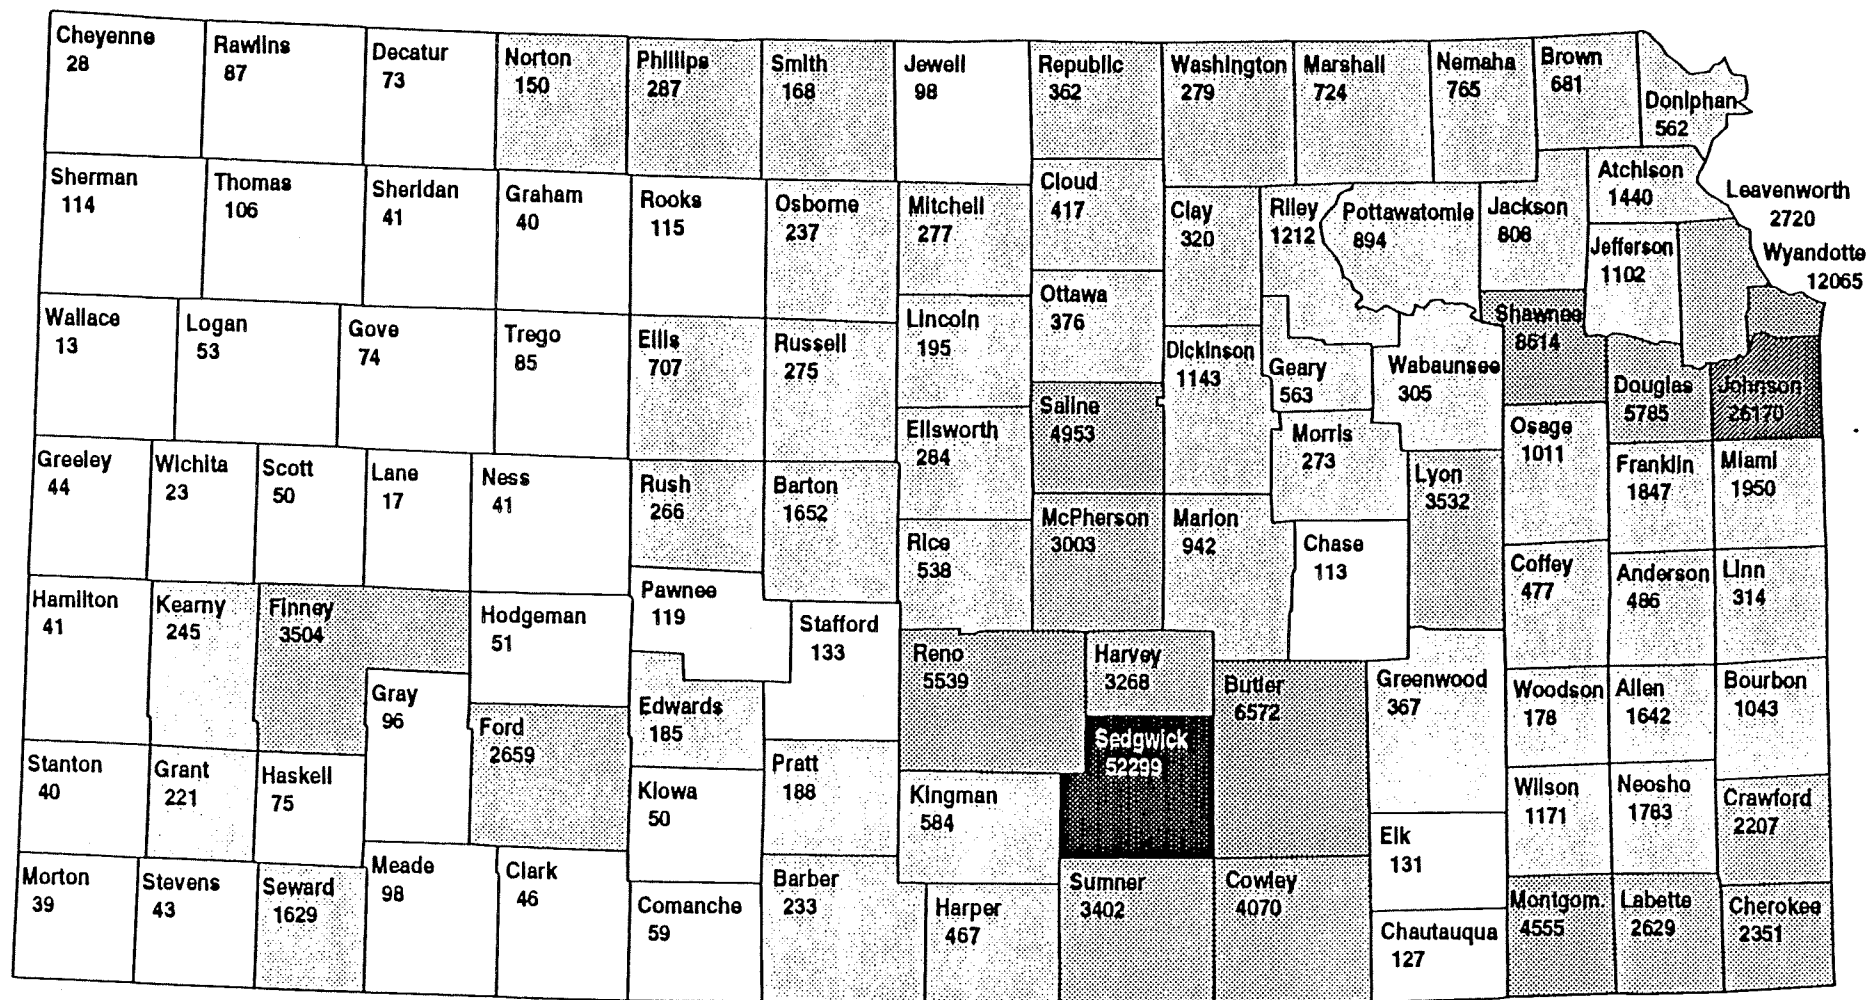 Cheyenne
28
Rawlins
87
Decatur
73
Norton
150
Phillips
287
Smith
168
Jewell
98
Republic
362
Washington
279
Marshall
724
Nemaha
765
Brown
681
Doniphan
562
Sherman
114
Thomas
106
Sheridan
41
Graham
40
Rooks
115
Osborne
237
Mitchell
277
Cloud
417
Clay
320
Riley
1212
Pottawatomie
894
Jackson
808
Atchison
1440
Leavenworth
2720
Jefferson
1102
Wyandotte
12065
Wallace
13
Logan
53
Gove
74
Trego
85
Ellis
707
Russell
275
Lincoln
195
Ottawa
376
Dickinson
1143
Geary
563
Wabaunsee
305
Shawnee
8614
Douglas
5785
Johnson
26170
Saline
4953
Ellsworth
284
Morris
273
Osage
1011
Greeley
44
Wichita
23
Scott
50
Lane
17
Ness
41
Rush
266
Barton
1652
Lyon
3532
Franklin
1847
Miami
1950
Rice
538
McPherson
3003
Marion
942
Chase
113
Coffey
477
Anderson
486
Linn
314
Hamilton
41
Kearny
245
Finney
3504
Hodgeman
51
Pawnee
119
Stafford
133
Reno
5539
Harvey
3268
Butler
6572
Greenwood
367
Woodson
178
Allen
1642
Bourbon
1043
Gray
96
Ford
2659
Edwards
185
Sedgwick
52299
Stanton
40
Grant
221
Haskell
75
Kiowa
50
Pratt
188
Kingman
584
Wilson
1171
Neosho
1783
Crawford
2207
Elk
131
Morton
39
Stevens
43
Seward
1629
Meade
98
Clark
46
Comanche
59
Barber
233
Harper
467
Sumner
3402
Cowley
4070
Chautauqua
127
Montgom.
4555
Labette
2629
Cherokee
2351